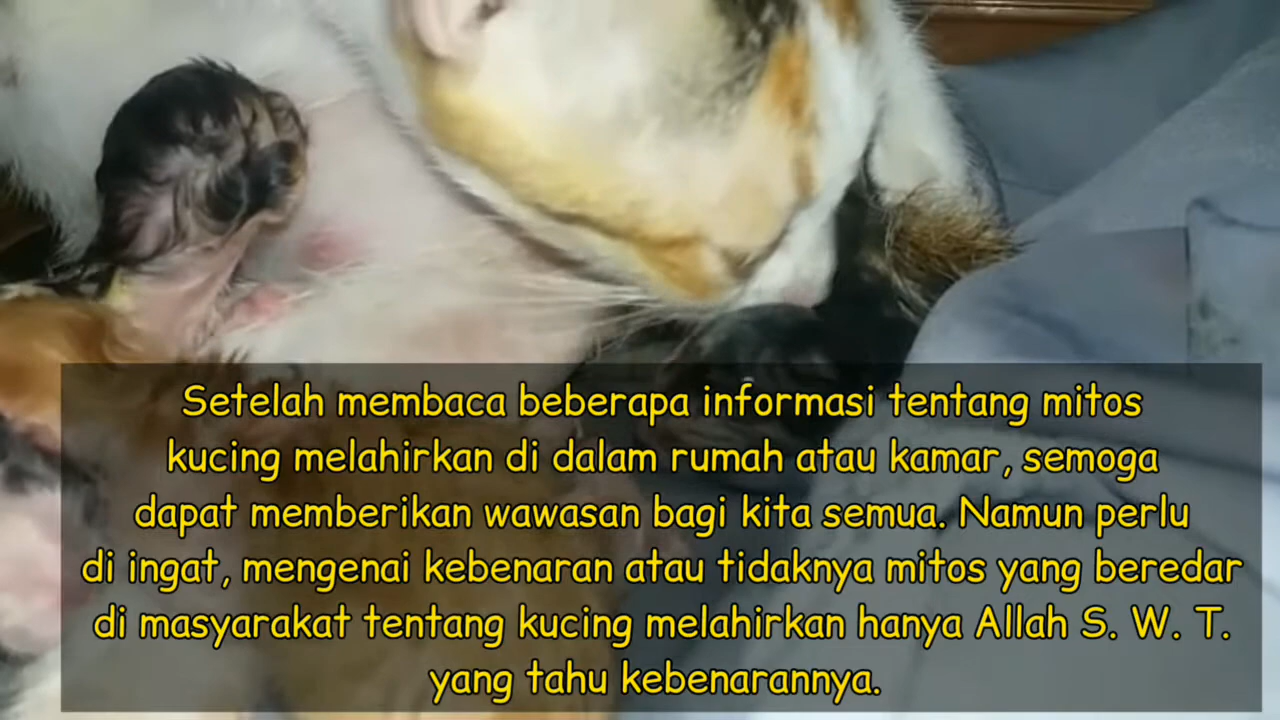 Setelah membaca beberapa informasi tentang mitos
kucing melahirkan di dalam rumah atau kamar, semoga
dapat memberikan wawasan bagi kita semua. Namun perlu
di ingat, mengenai kebenaran atau tidaknya mitos yang beredar
di masyarakat tentang kucing melahirkan hanya Allah S. W. T.
yang tahu kebenarannya.